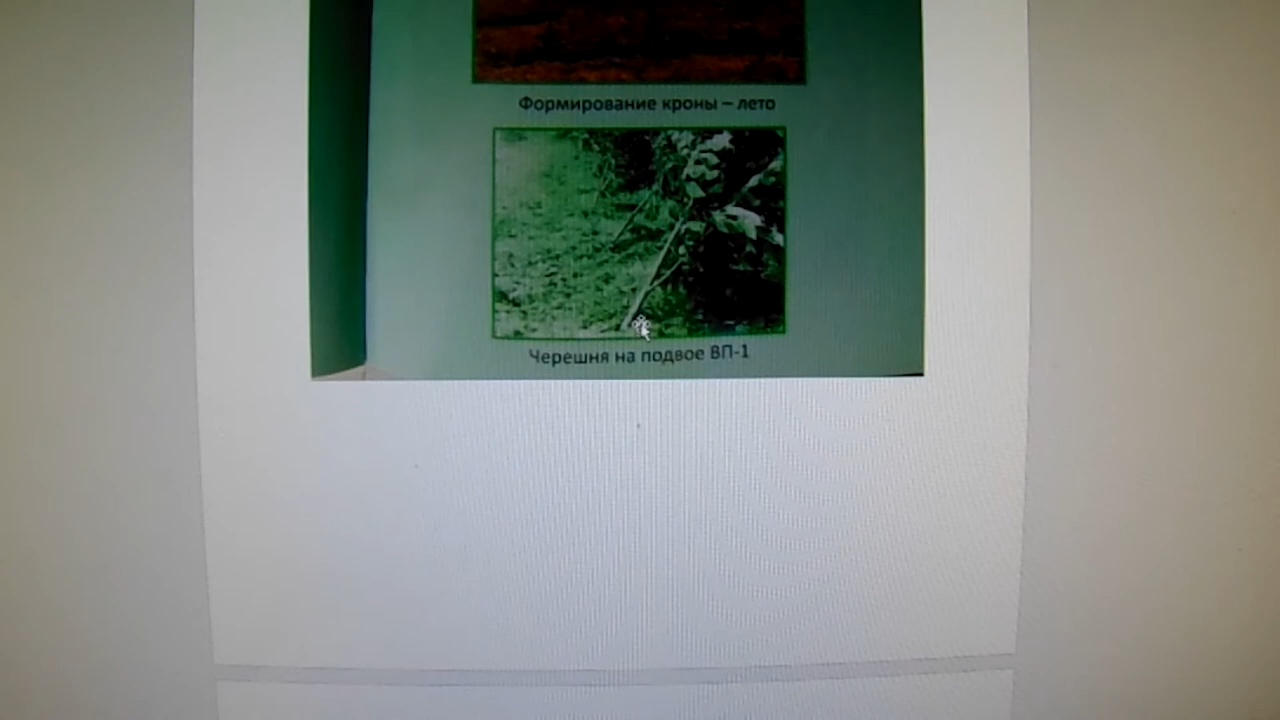 Формирование кроны – лето
Черешня на подвое ВП-1